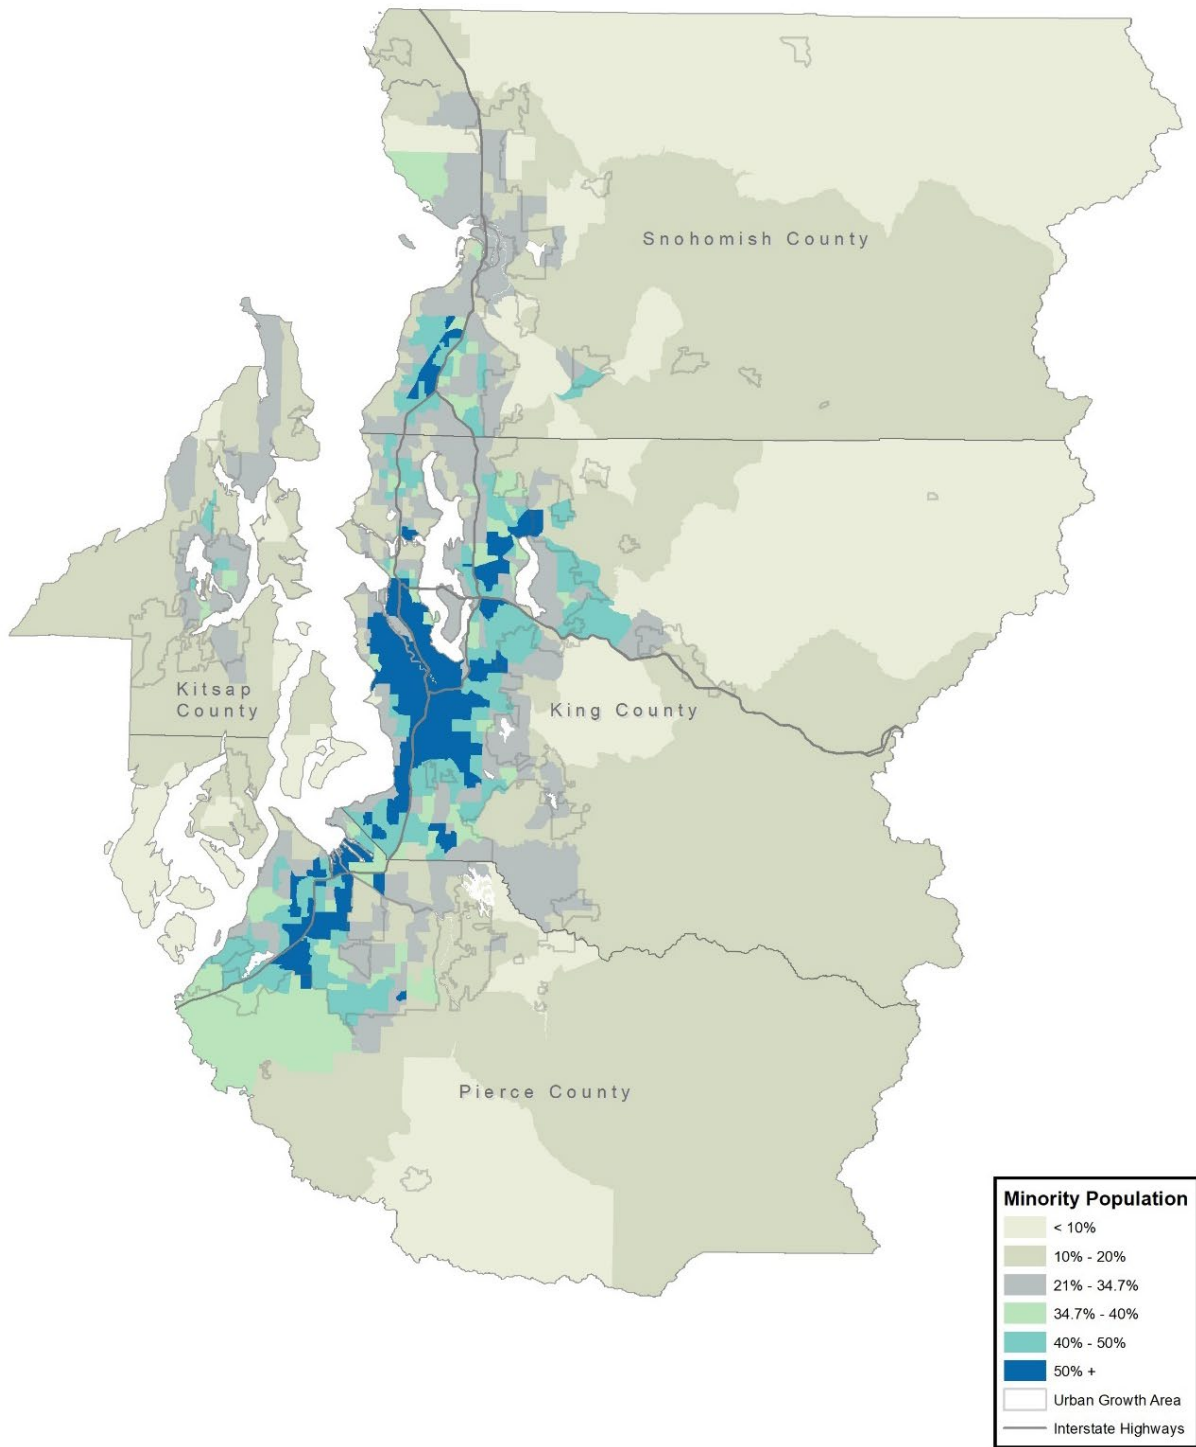 Snohomish County
Kitsap
County
King County
Pierce County
Minority Population
< 10%
10% - 20%
21% - 34.7%
34.7% - 40%
40% - 50%
50% +
Urban Growth Area
Interstate Highways